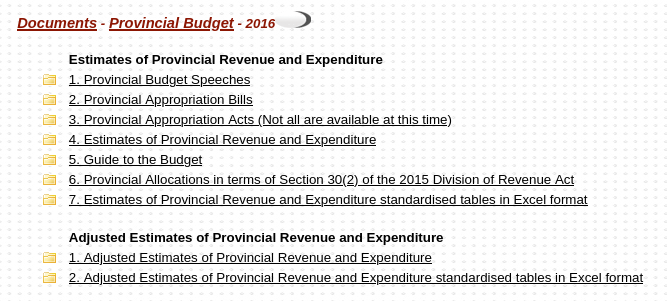 Documents - Provincial Budget - 2016
Estimates of Provincial Revenue and Expenditure
1. Provincial Budget Speeches
2. Provincial Appropriation Bills
3. Provincial Appropriation Acts (Not all are available at this time)
4. Estimates of Provincial Revenue and Expenditure
5. Guide to the Budget
6. Provincial Allocations in terms of Section 30(2) of the 2015 Division of Revenue Act
7. Estimates of Provincial Revenue and Expenditure standardised tables in Excel format
Adjusted Estimates of Provincial Revenue and Expenditure
1. Adjusted Estimates of Provincial Revenue and Expenditure
2. Adjusted Estimates of Provincial Revenue and Expenditure standardised tables in Excel format